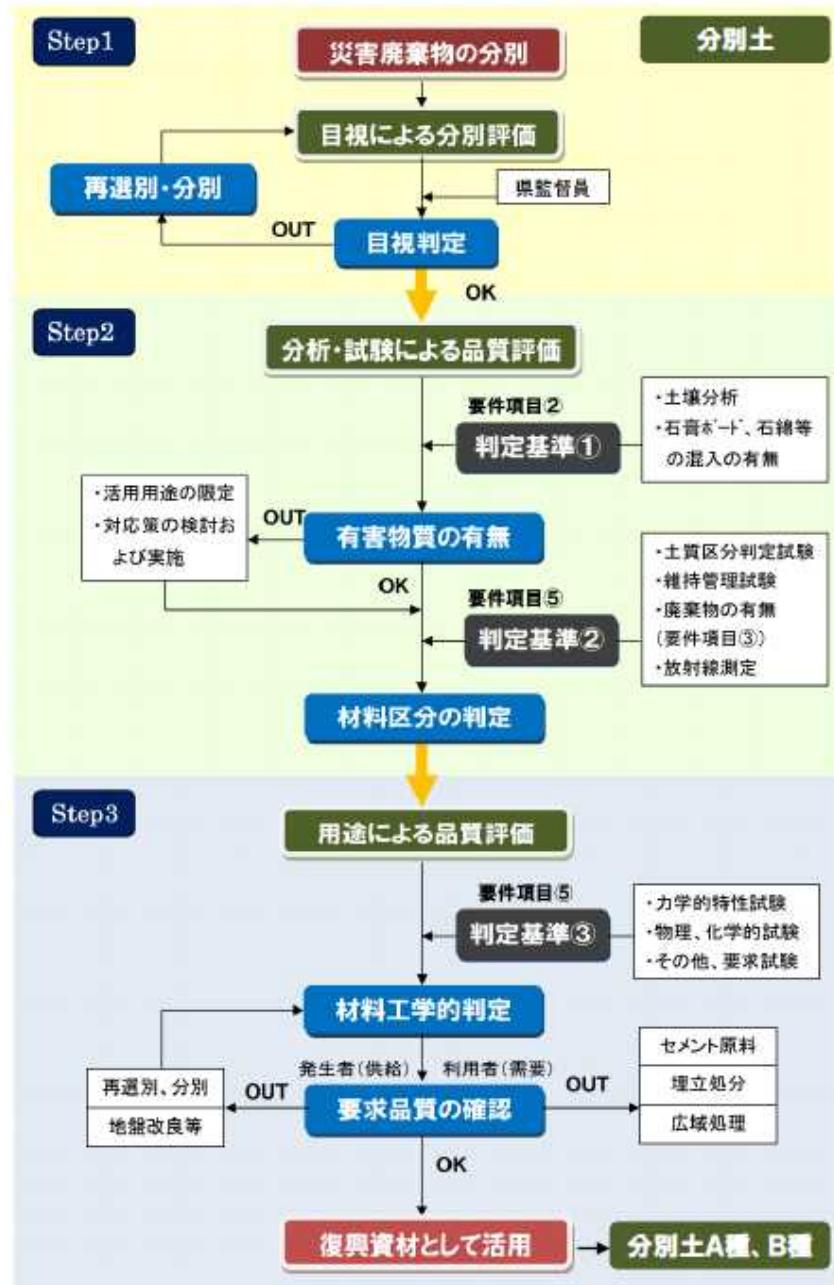 Step1
災害廃棄物の分別
分別土
目視による分別評価
再選別・分別
県監督員
OUT
目視判定
OK
Step2
分析・試験による品質評価
要件項目②
判定基準①
・土壌分析
・石膏ボード、石綿等
の混入の有無
・活用用途の限定
・対応策の検討お
よび実施
OUT
有害物質の有無
OK
要件項目⑤
判定基準②
・土質区分判定試験
・維持管理試験
・廃棄物の有無
(要件項目③)
・放射線測定
材料区分の判定
Step3
用途による品質評価
要件項目⑤
判定基準③
・力学的特性試験
・物理、化学的試験
・その他、要求試験
材料工学的判定
発生者(供給)
利用者(需要)
再選別、分別
地盤改良等
OUT
要求品質の確認
OUT
セメント原料
埋立処分
広域処理
OK
復興資材として活用
分別土A種、B種